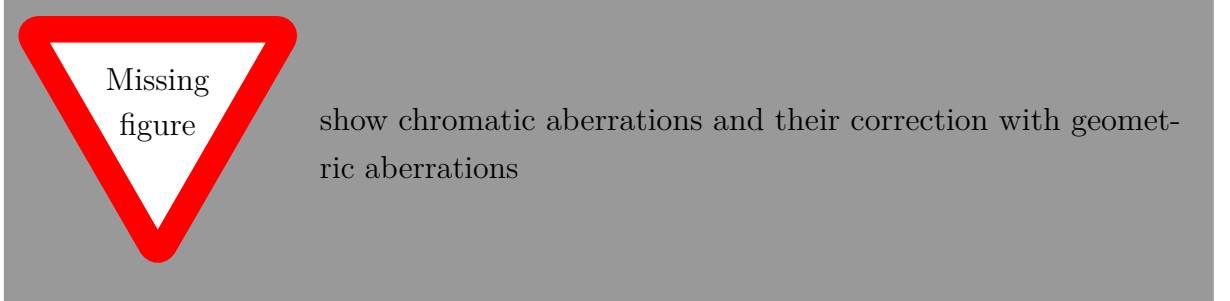 Missing
figure
show chromatic aberrations and their correction with geomet-
ric aberrations